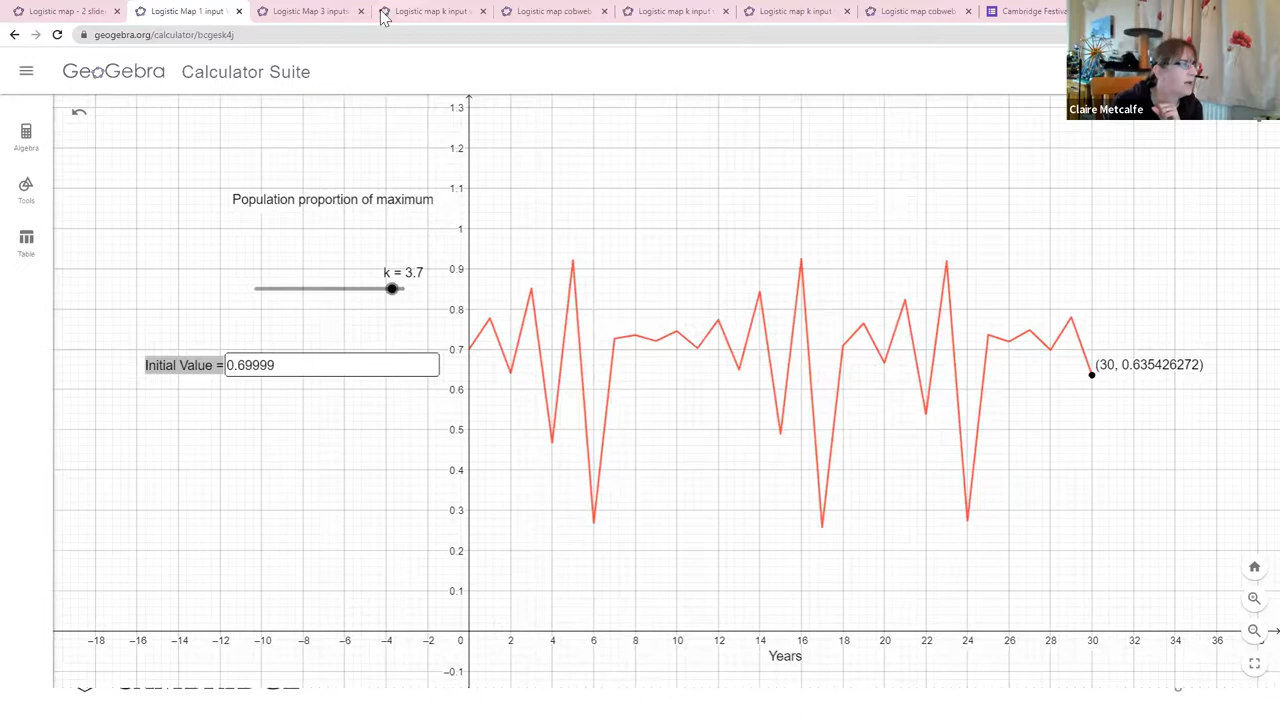 Logistic map - 2 slide
Logistic Map 1 input
Logistic Map 3 inputs
Logistic map k input
Logistic map cobweb
Logistic map k input
Logistic map k input
Logistic map cobweb
Cambridge Festiva
geogebra.org/calculator/bcgesk4j
GeoGebra Calculator Suite
Claire Metcalfe
Algebra
Tools
Table
Population proportion of maximum
k = 3.7
Initial Value = 0.69999
(30, 0.635426272)
1.3
1.2
1.1
1
0.9
0.8
0.7
0.6
0.5
0.4
0.3
0.2
0.1
−0.1
−18 −16 −14 −12 −10 −8 −6 −4 −2 0 2 4 6 8 10 12 14 16 18 20 22 24 26 28 30 32 34 36
Years